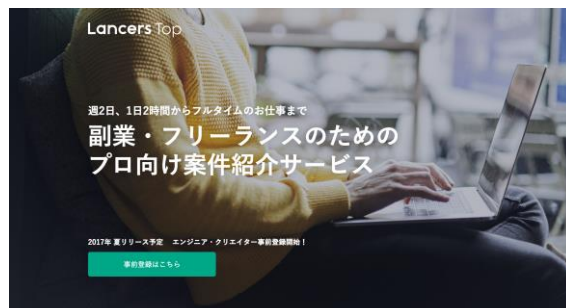 Lancers Top
週2日、1日2時間からフルタイムのお仕事まで
副業・フリーランスのための
プロ向け案件紹介サービス
2017年 夏リリース予定 エンジニア・クリエイター事前登録開始！
事前登録はこちら